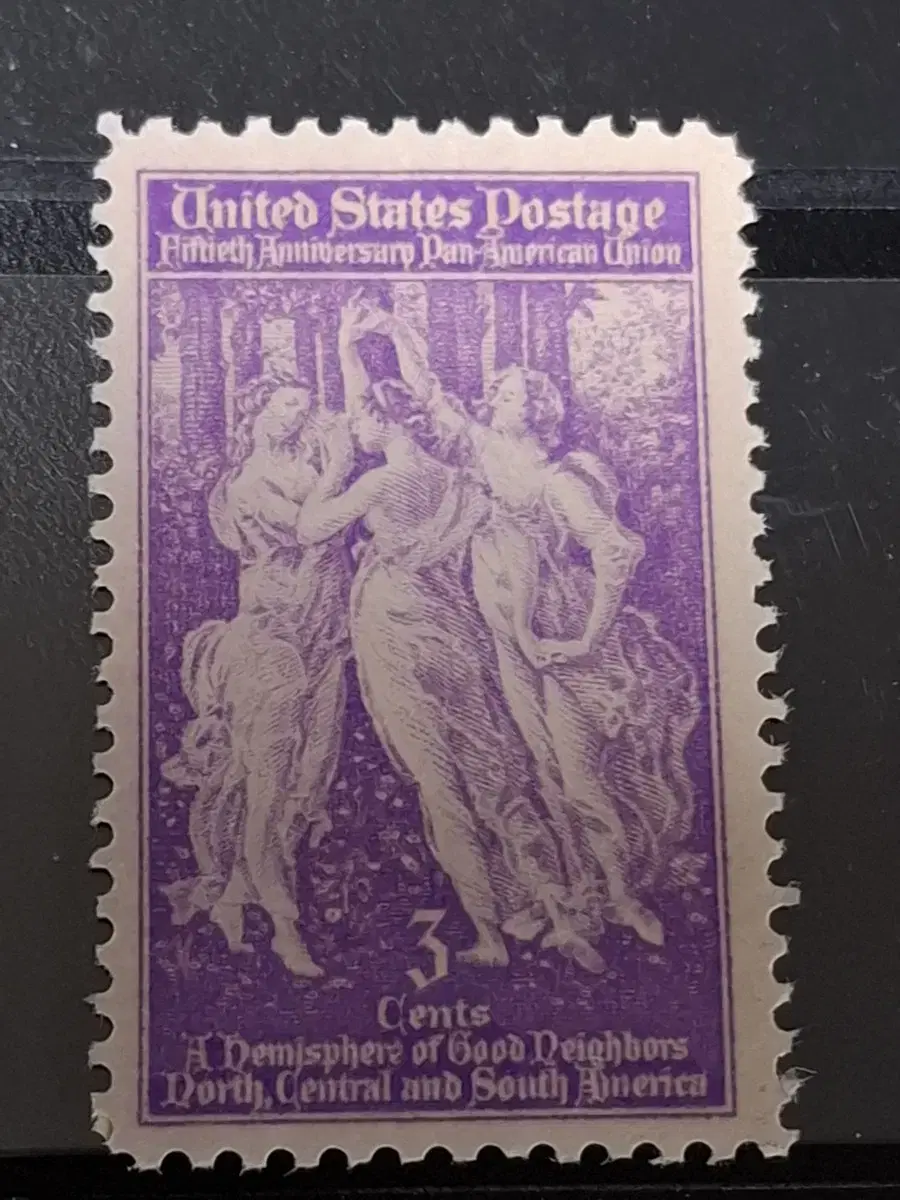 United States Postage
Fiftieth Anniversary Pan-American Union
3
Cents
A Hemisphere of Good Neighbors
North, Central and South America